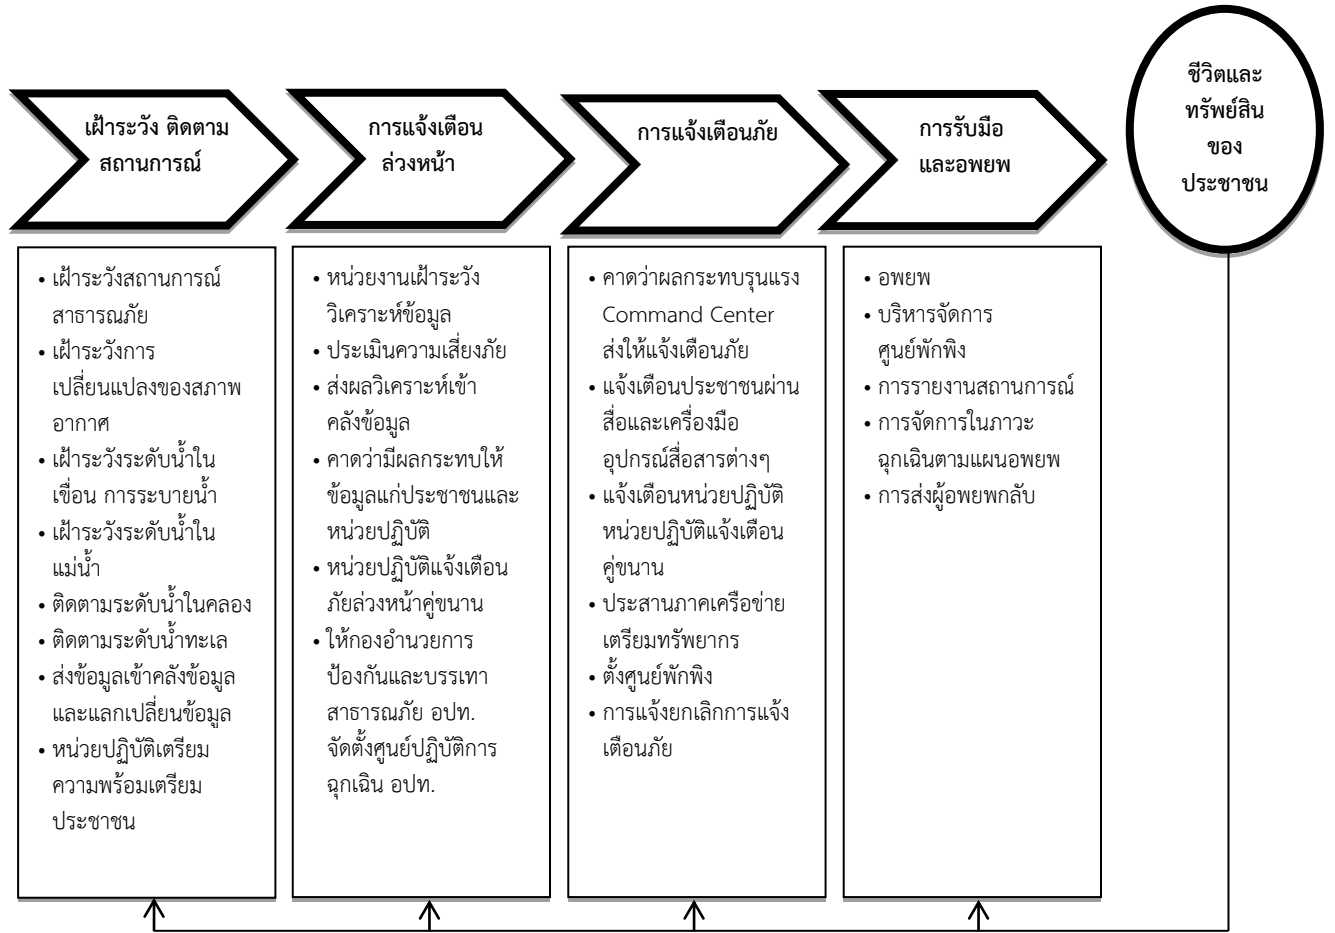 เฝ้าระวัง ติดตาม
สถานการณ์
การแจ้งเตือน
ล่วงหน้า
การแจ้งเตือนภัย
การรับมือ
และอพยพ
ชีวิตและ
ทรัพย์สิน
ของ
ประชาชน
• เฝ้าระวังสถานการณ์
สาธารณภัย
• เฝ้าระวังการ
เปลี่ยนแปลงของสภาพ
อากาศ
• เฝ้าระวังระดับน้ำใน
เขื่อน การระบายน้ำ
• เฝ้าระวังระดับน้ำใน
แม่น้ำ
• ติดตามระดับน้ำในคลอง
• ติดตามระดับน้ำทะเล
• ส่งข้อมูลเข้าคลังข้อมูล
และแลกเปลี่ยนข้อมูล
• หน่วยปฏิบัติเตรียม
ความพร้อมเตรียม
ประชาชน
• หน่วยงานเฝ้าระวัง
วิเคราะห์ข้อมูล
• ประเมินความเสี่ยงภัย
• ส่งผลวิเคราะห์เข้า
คลังข้อมูล
• คาดว่ามีผลกระทบให้
ข้อมูลแก่ประชาชนและ
หน่วยปฏิบัติ
• หน่วยปฏิบัติแจ้งเตือน
ภัยล่วงหน้าคู่ขนาน
• ให้กองอำนวยการ
ป้องกันและบรรเทา
สาธารณภัย อปท.
จัดตั้งศูนย์ปฏิบัติการ
ฉุกเฉิน อปท.
• คาดว่าผลกระทบรุนแรง
Command Center
ส่งให้แจ้งเตือนภัย
• แจ้งเตือนประชาชนผ่าน
สื่อและเครื่องมือ
อุปกรณ์สื่อสารต่างๆ
• แจ้งเตือนหน่วยปฏิบัติ
หน่วยปฏิบัติแจ้งเตือน
คู่ขนาน
• ประสานภาคเครือข่าย
เตรียมทรัพยากร
• ตั้งศูนย์พักพิง
• การแจ้งยกเลิกการแจ้ง
เตือนภัย
• อพยพ
• บริหารจัดการ
ศูนย์พักพิง
• การรายงานสถานการณ์
• การจัดการในภาวะ
ฉุกเฉินตามแผนอพยพ
• การส่งผู้อพยพกลับ